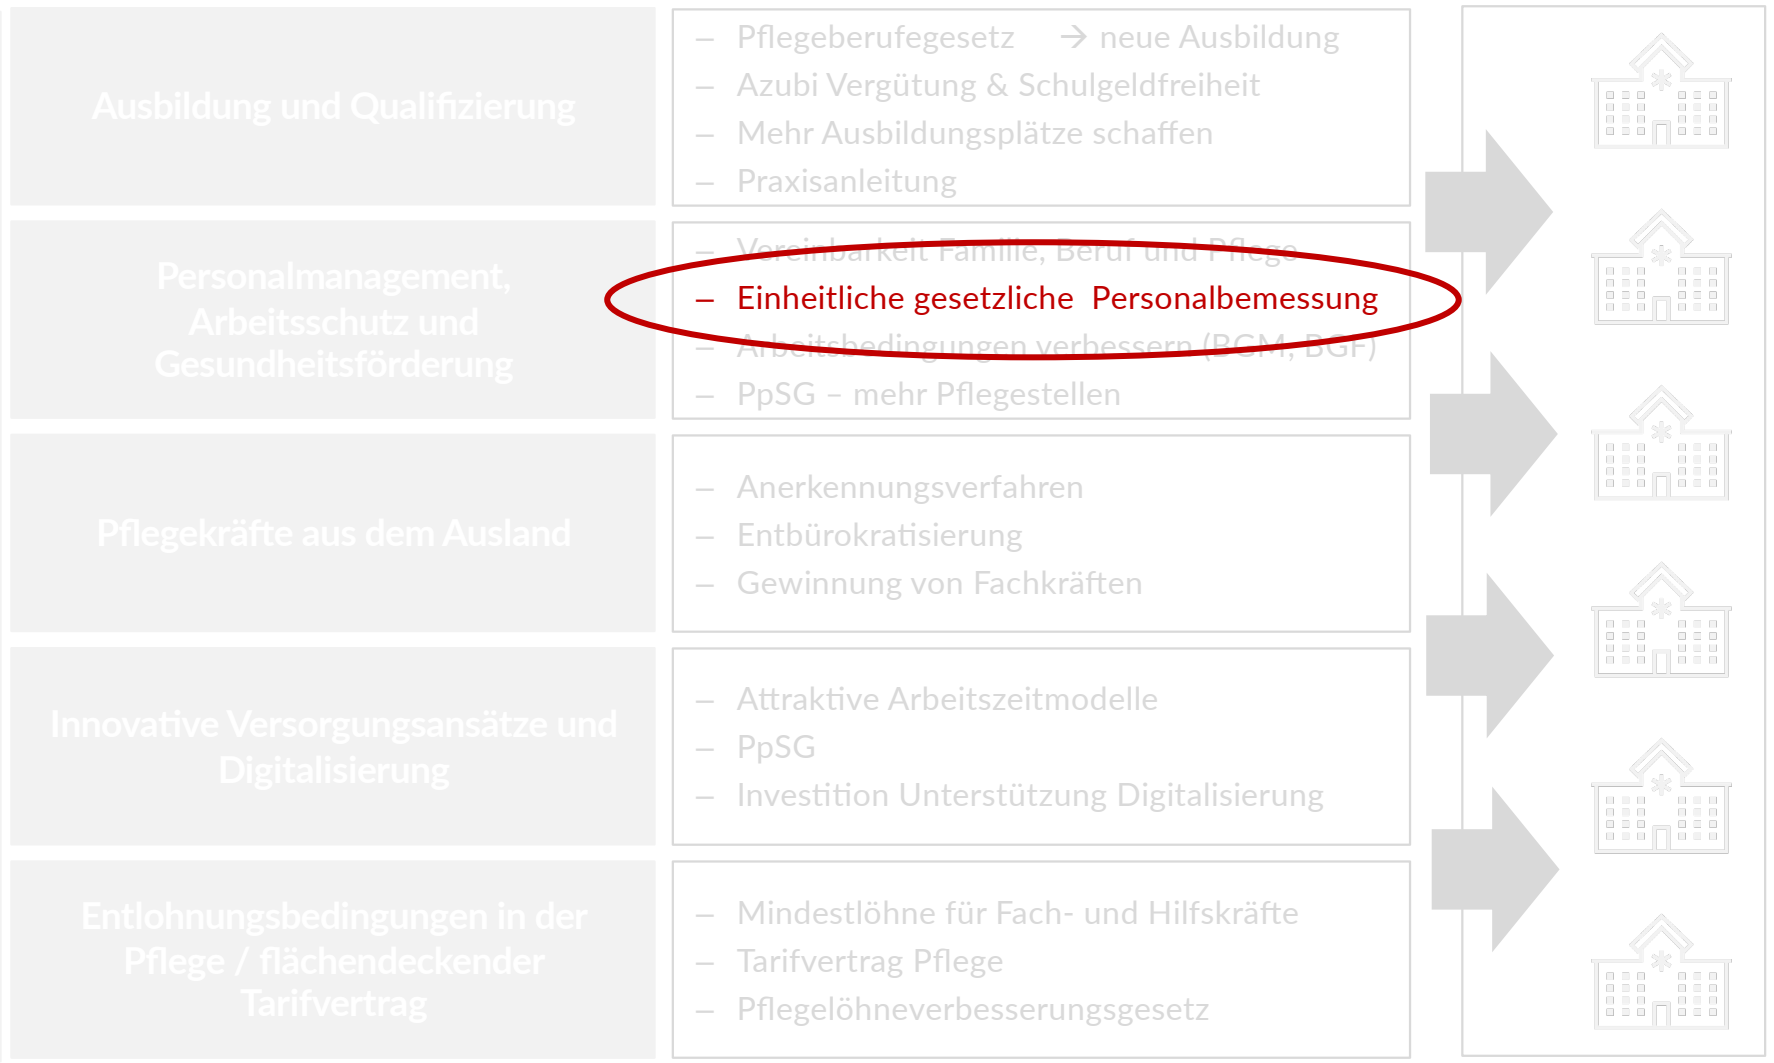 Ausbildung und Qualifizierung
– Pflegeberufegesetz → neue Ausbildung
– Azubi Vergütung & Schulgeldfreiheit
– Mehr Ausbildungsplätze schaffen
– Praxisanleitung
Personalmanagement,
Arbeitsschutz und
Gesundheitsförderung
– Vereinbarkeit Familie, Beruf und Pflege
– Einheitliche gesetzliche Personalbemessung
– Arbeitsbedingungen verbessern (BGM, BGF)
– PpSG – mehr Pflegestellen
Pflegekräfte aus dem Ausland
– Anerkennungsverfahren
– Entbürokratisierung
– Gewinnung von Fachkräften
Innovative Versorgungsansätze und
Digitalisierung
– Attraktive Arbeitszeitmodelle
– PpSG
– Investition Unterstützung Digitalisierung
Entlohnungsbedingungen in der
Pflege / flächendeckender
Tarifvertrag
– Mindestlöhne für Fach- und Hilfskräfte
– Tarifvertrag Pflege
– Pflegelöhneverbesserungsgesetz